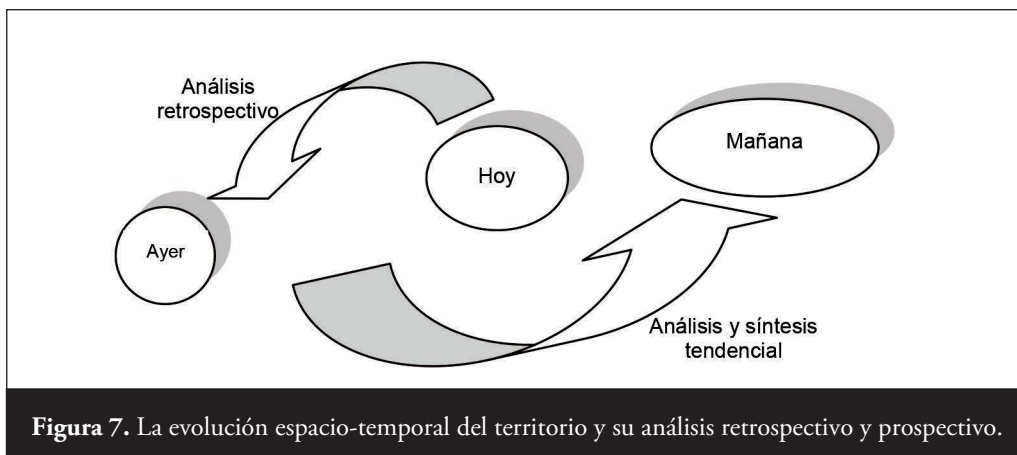 Análisis
retrospectivo
Mañana
Hoy
Ayer
Análisis y síntesis
tendencial
Figura 7. La evolución espacio-temporal del territorio y su análisis retrospectivo y prospectivo.